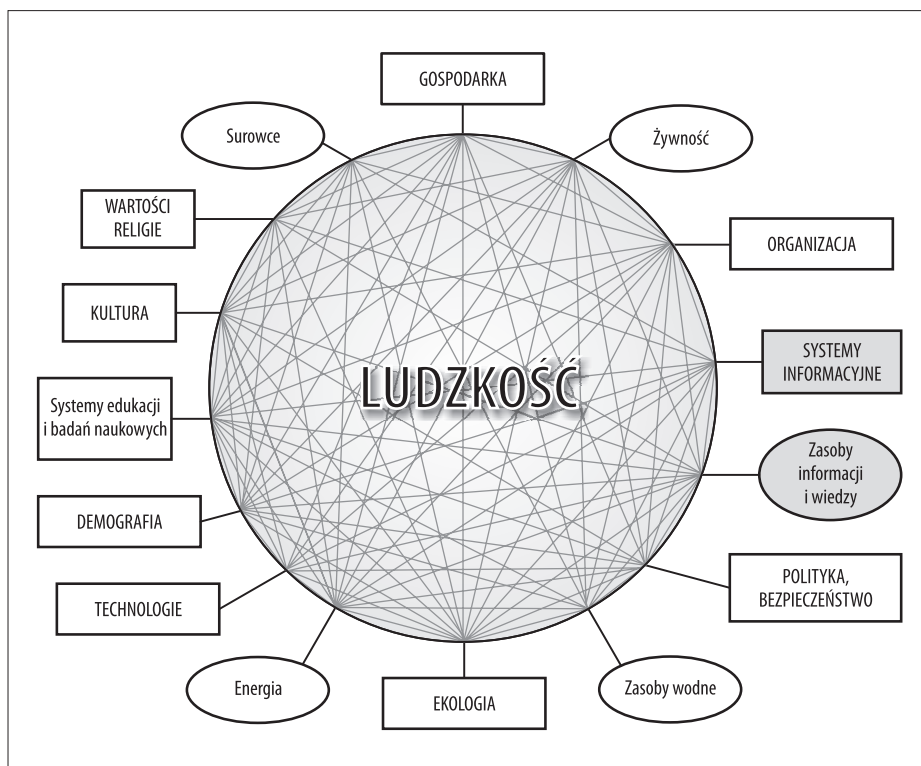 GOSPODARKA
Surowce
Żywność
WARTOŚCI
RELIGIE
ORGANIZACJA
KULTURA
SYSTEMY
INFORMACYJNE
LUDZKOŚĆ
Systemy edukacji
i badań naukowych
Zasoby
informacji
i wiedzy
DEMOGRAFIA
POLITYKA,
BEZPIECZEŃSTWO
TECHNOLOGIE
Energia
EKOLOGIA
Zasoby wodne